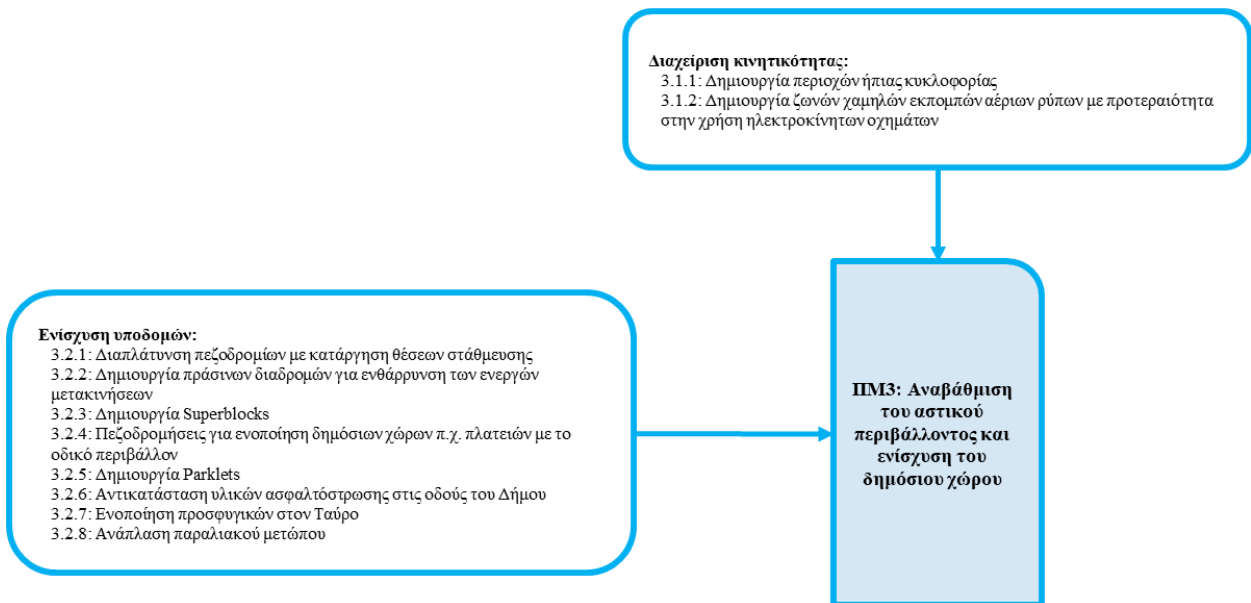 Διαχείριση κινητικότητας:
3.1.1: Δημιουργία περιοχών ήπιας κυκλοφορίας
3.1.2: Δημιουργία ζωνών χαμηλών εκπομπών αέριων ρύπων με προτεραιότητα
στην χρήση ηλεκτροκίνητων οχημάτων
Ενίσχυση υποδομών:
3.2.1: Διαπλάτυνση πεζοδρομίων με κατάργηση θέσεων στάθμευσης
3.2.2: Δημιουργία πράσινων διαδρομών για ενθάρρυνση των ενεργών
μετακινήσεων
3.2.3: Δημιουργία Superblocks
3.2.4: Πεζοδρομήσεις για ενοποίηση δημόσιων χώρων π.χ. πλατειών με το
οδικό περιβάλλον
3.2.5: Δημιουργία Parklets
3.2.6: Αντικατάσταση υλικών ασφαλτόστρωσης στις οδούς του Δήμου
3.2.7: Ενοποίηση προσφυγικών στον Ταύρο
3.2.8: Ανάπλαση παραλιακού μετώπου
ΠΜ3: Αναβάθμιση
του αστικού
περιβάλλοντος και
ενίσχυση του
δημόσιου χώρου